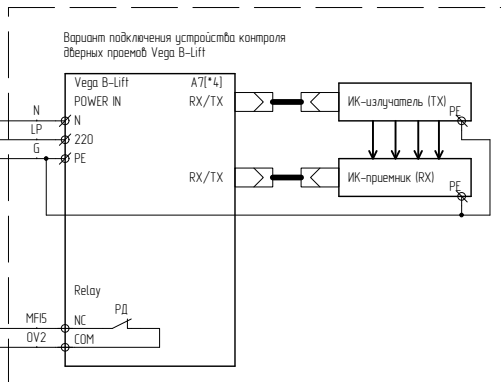 Вариант подключения устройства контроля
дверных проемов Vega B-Lift
Vega B-Lift A7[*4]
POWER IN RX/TX
ИК-излучатель (TX)
PE
N N
LP 220
G PE
RX/TX
ИК-приемник (RX)
PE
Relay
РД
MFI5 NC
0V2 COM